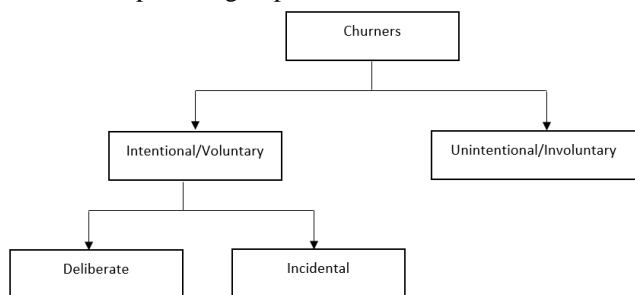 Churners
Intentional/Voluntary
Unintentional/Involuntary
Deliberate
Incidental